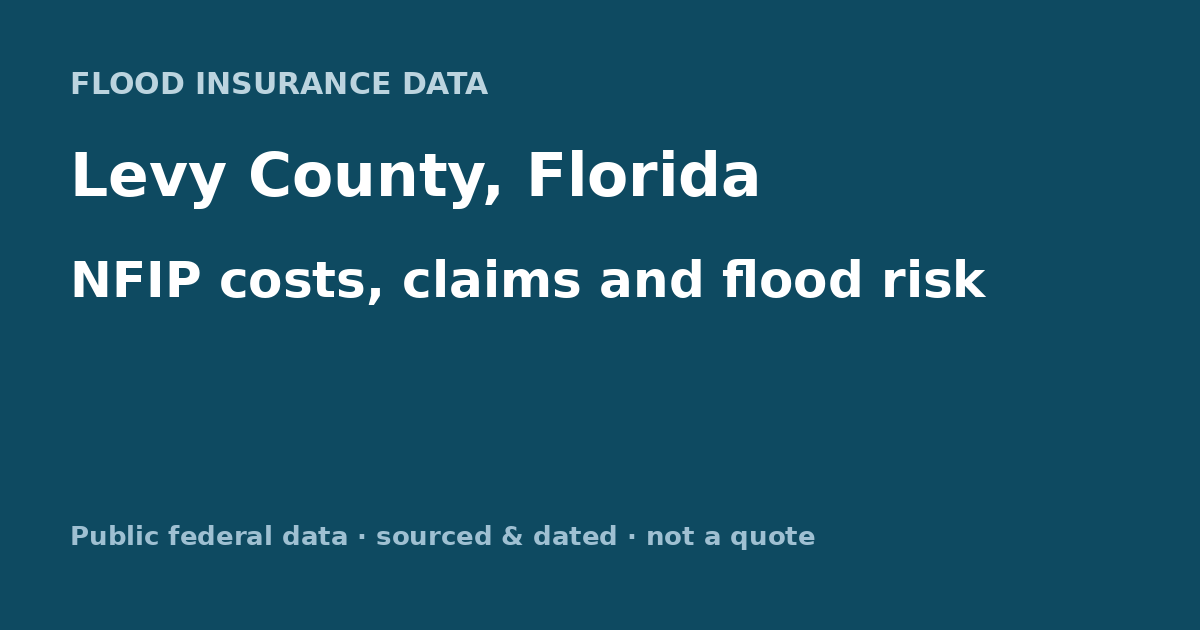 FLOOD INSURANCE DATA
Levy County, Florida
NFIP costs, claims and flood risk
Public federal data · sourced & dated · not a quote